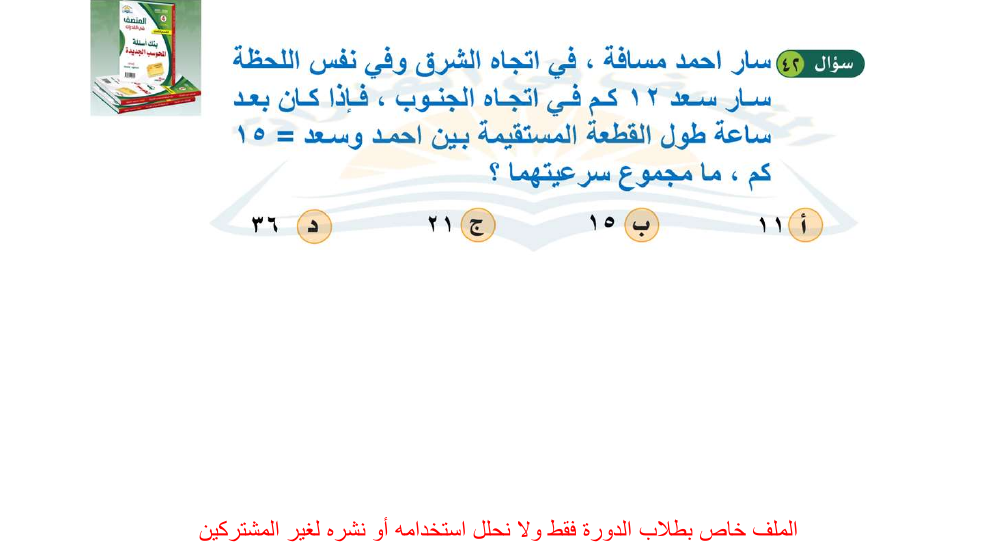 المنصف
بنك أسئلة
المحوسب الجديدة
سؤال ٤٢
سار احمد مسافة ، في اتجاه الشرق وفي نفس اللحظة
سار سعد ١٢ كم في اتجاه الجنوب ، فإذا كان بعد
ساعة طول القطعة المستقيمة بين احمد وسعد = ١٥
كم ، ما مجموع سرعيتهما ؟
أ ١١ ب ١٥ ج ٢١ د ٣٦
الملف خاص بطلاب الدورة فقط ولا نحلل استخدامه أو نشره لغير المشتركين